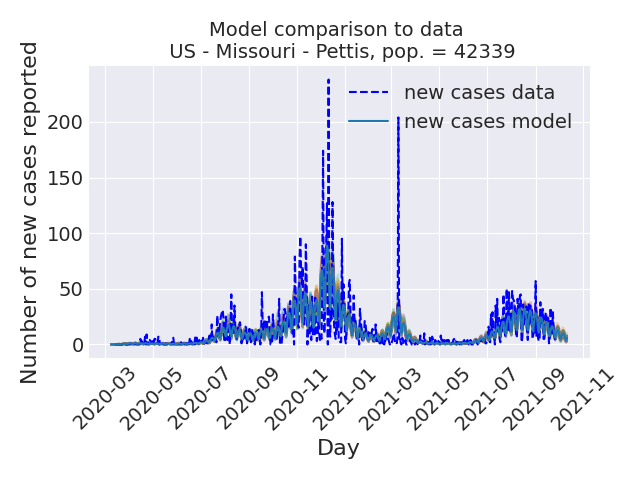 Model comparison to data
US - Missouri - Pettis, pop. = 42339
Number of new cases reported
200
150
100
50
0
new cases data
new cases model
2020-03
2020-05
2020-07
2020-09
2020-11
2021-01
2021-03
2021-05
2021-07
2021-09
2021-11
Day